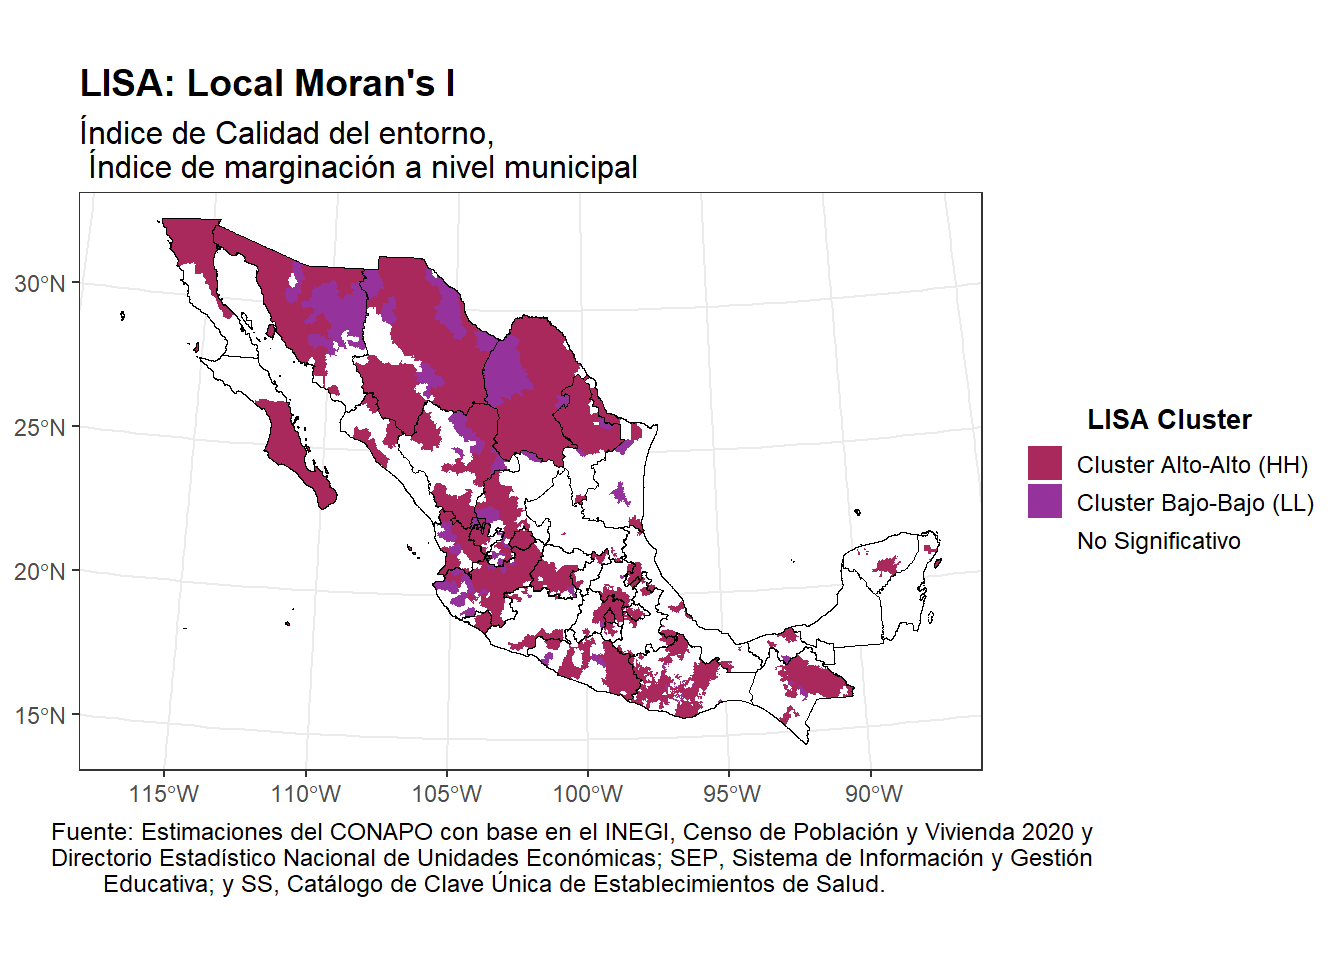 LISA: Local Moran's I
Índice de Calidad del entorno,
Índice de marginación a nivel municipal
30°N
25°N
20°N
15°N
115°W
110°W
105°W
100°W
95°W
90°W
LISA Cluster
Cluster Alto-Alto (HH)
Cluster Bajo-Bajo (LL)
No Significativo
Fuente: Estimaciones del CONAPO con base en el INEGI, Censo de Población y Vivienda 2020 y
Directorio Estadístico Nacional de Unidades Económicas; SEP, Sistema de Información y Gestión
Educativa; y SS, Catálogo de Clave Única de Establecimientos de Salud.